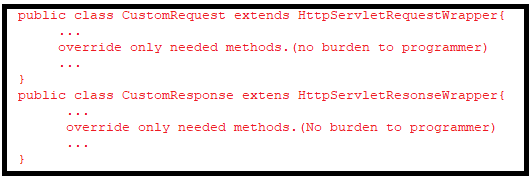 public class CustomRequest extends HttpServletRequestWrapper{
...
override only needed methods.(no burden to programmer)
...
}
public class CustomResponse extens HttpServletResonseWrapper{
...
override only needed methods.(No burden to programmer)
...
}